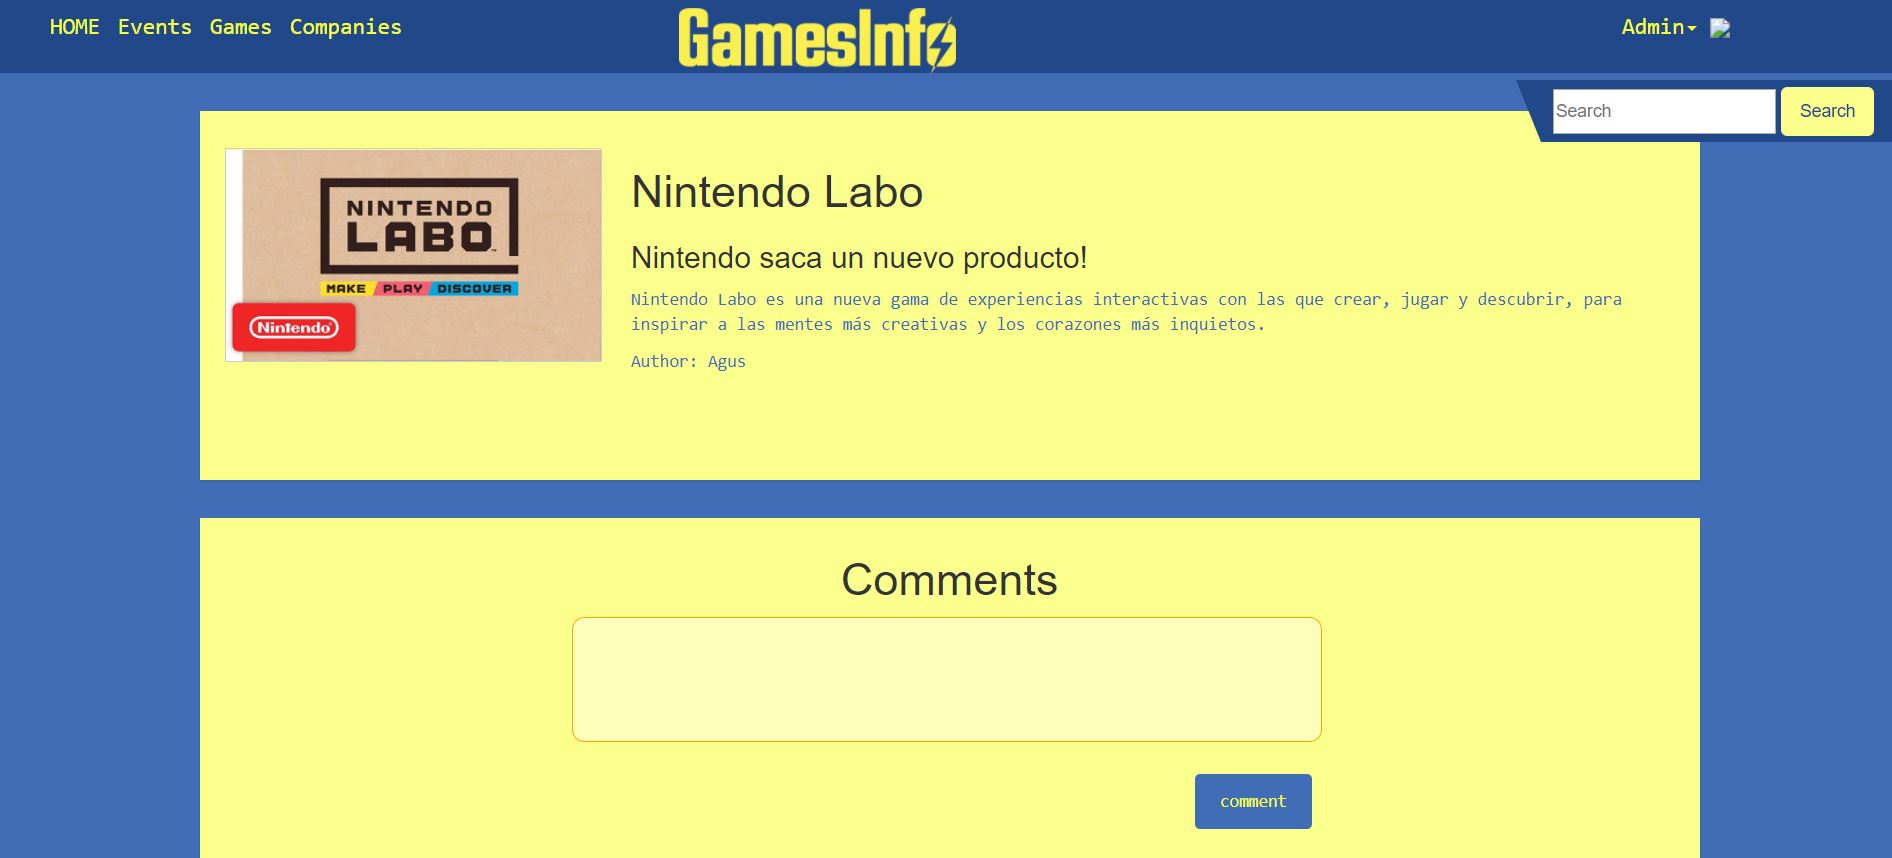 HOME Events Games Companies
GamesInfo
Admin
Search Search
NINTENDO
LABO™
MAKE PLAY DISCOVER
Nintendo®
Nintendo Labo
Nintendo saca un nuevo producto!
Nintendo Labo es una nueva gama de experiencias interactivas con las que crear, jugar y descubrir, para
inspirar a las mentes más creativas y los corazones más inquietos.
Author: Agus
Comments
comment